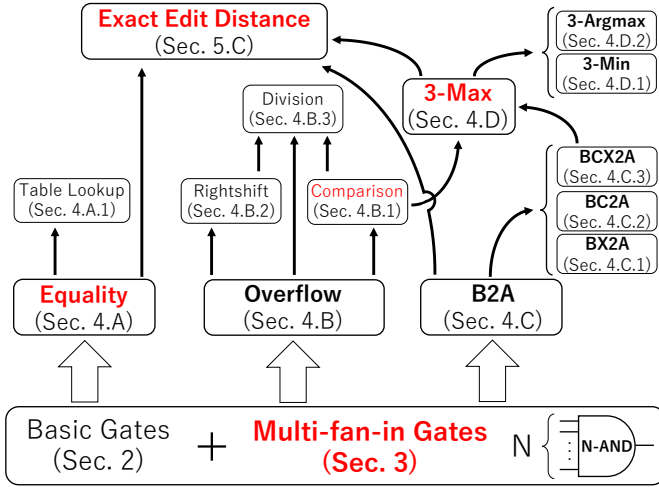 Exact Edit Distance
(Sec. 5.C)
3-Argmax
(Sec. 4.D.2)
3-Min
(Sec. 4.D.1)
3-Max
(Sec. 4.D)
Division
(Sec. 4.B.3)
BCX2A
(Sec. 4.C.3)
BC2A
(Sec. 4.C.2)
BX2A
(Sec. 4.C.1)
Table Lookup
(Sec. 4.A.1)
Rightshift
(Sec. 4.B.2)
Comparison
(Sec. 4.B.1)
Equality
(Sec. 4.A)
Overflow
(Sec. 4.B)
B2A
(Sec. 4.C)
Basic Gates
(Sec. 2)
+
Multi-fan-in Gates
(Sec. 3)
N
N-AND